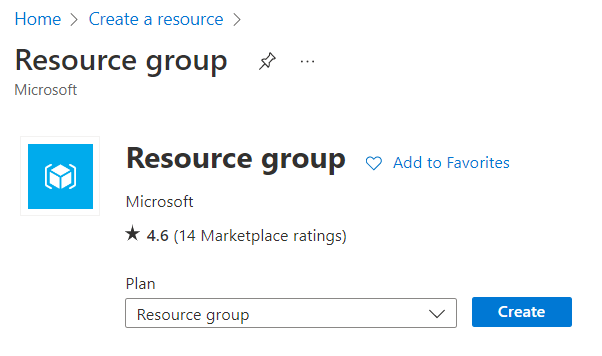 Home > Create a resource >
Resource group ...
Microsoft
Resource group Add to Favorites
Microsoft
★ 4.6 (14 Marketplace ratings)
Plan
Resource group Create